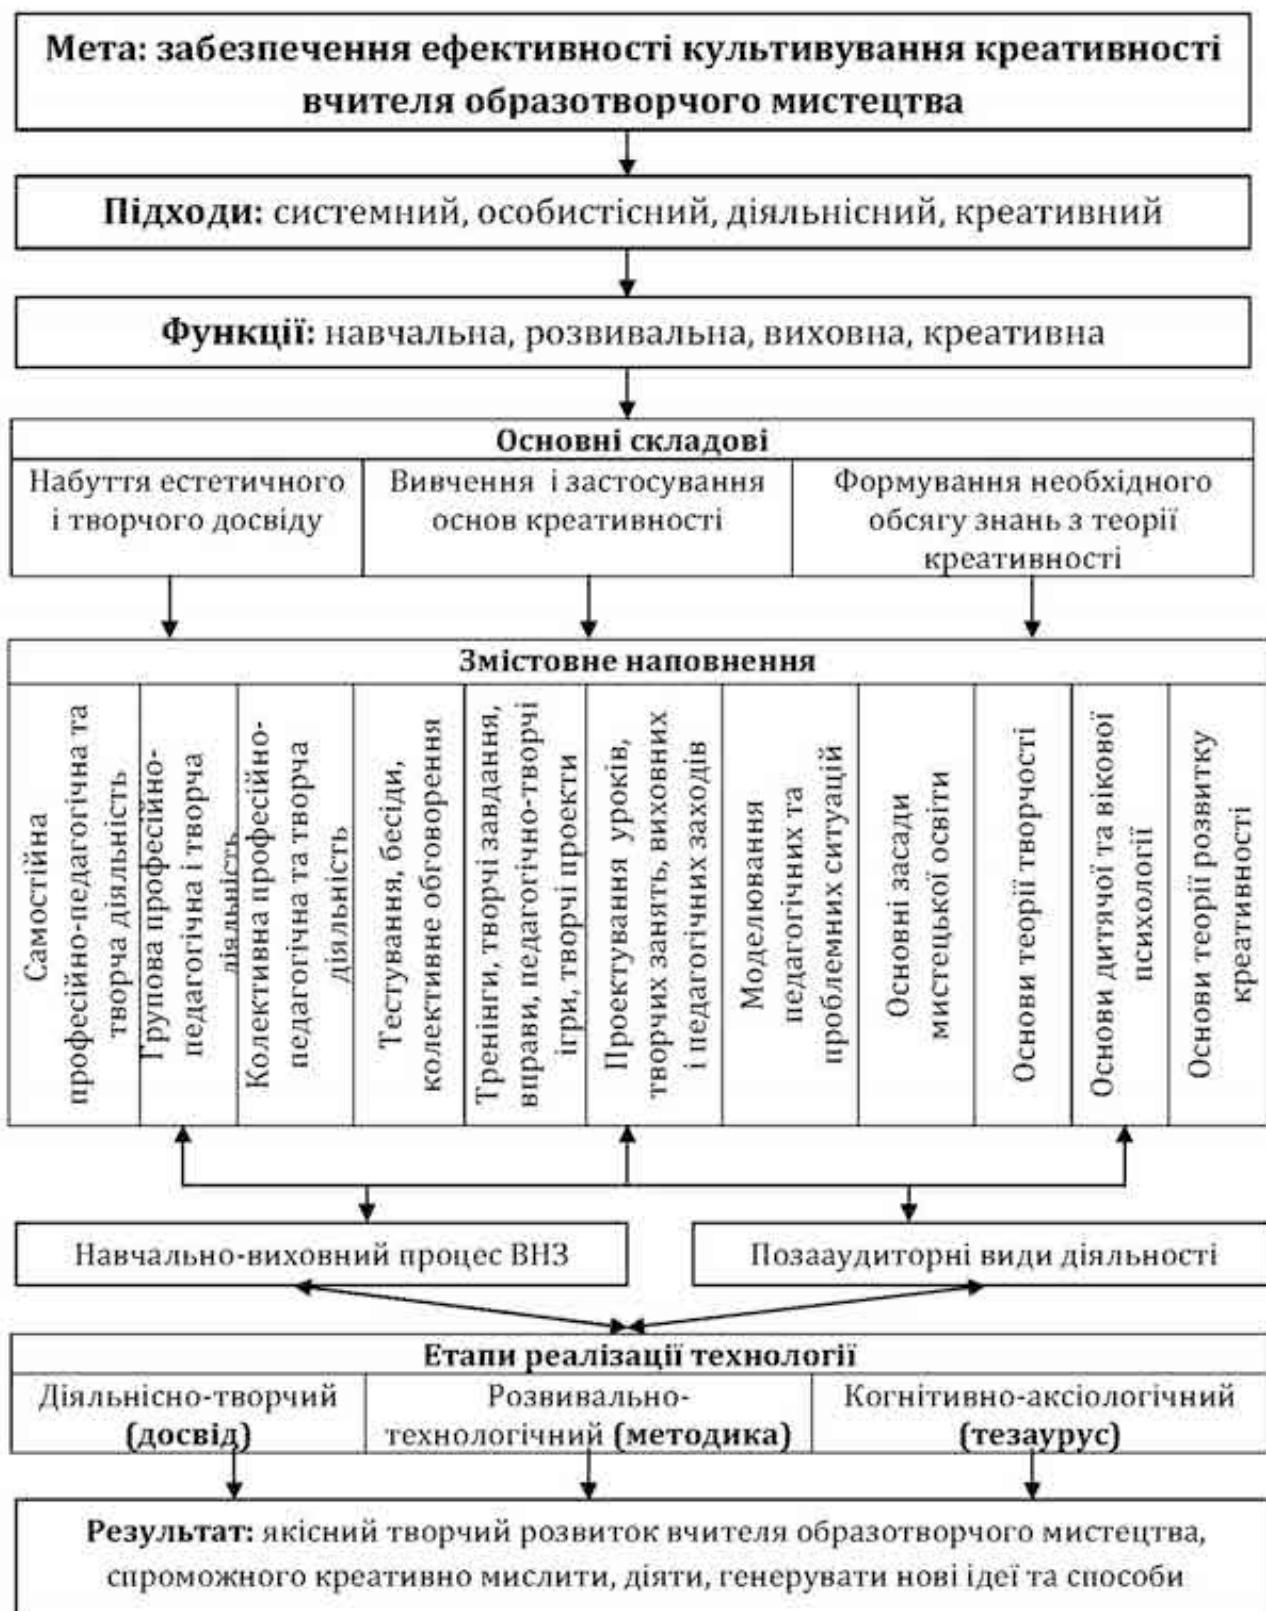 Мета: забезпечення ефективності культивування креативності
вчителя образотворчого мистецтва
Підходи: системний, особистісний, діяльнісний, креативний
Функції: навчальна, розвивальна, виховна, креативна
Основні складові
Набуття естетичного
і творчого досвіду
Вивчення і застосування
основ креативності
Формування необхідного
обсягу знань з теорії
креативності
Змістовне наповнення
Самостійна
професійно-педагогічна та
творча діяльність
Групова професійно-
педагогічна і творча
діяльність
Колективна професійно-
педагогічна та творча
діяльність
Тестування, бесіди,
колективне обговорення
Тренінги, творчі завдання,
вправи, педагогічно-творчі
ігри, творчі проекти
Проектування уроків,
творчих занять, виховних
і педагогічних заходів
Моделювання
педагогічних та
проблемних ситуацій
Основні засади
мистецької освіти
Основи теорії творчості
Основи дитячої та вікової
психології
Основи теорії розвитку
креативності
Навчально-виховний процес ВНЗ
Позааудиторні види діяльності
Етапи реалізації технології
Діяльнісно-творчий
(досвід)
Розвивально-
технологічний (методика)
Когнітивно-аксіологічний
(тезаурус)
Результат: якісний творчий розвиток вчителя образотворчого мистецтва,
спроможного креативно мислити, діяти, генерувати нові ідеї та способи